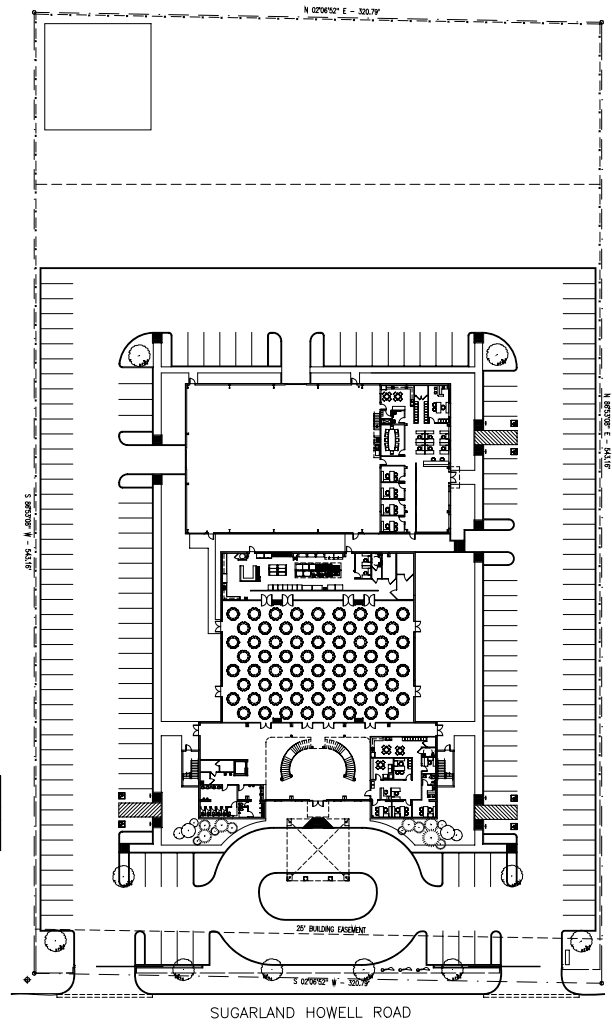 N 02°06'52" E - 320.79'
N 88°53'08" E - 643.16'
S 88°53'08" W - 543.16'
25' BUILDING EASEMENT
S 02°06'52" W - 320.79'
SUGARLAND HOWELL ROAD